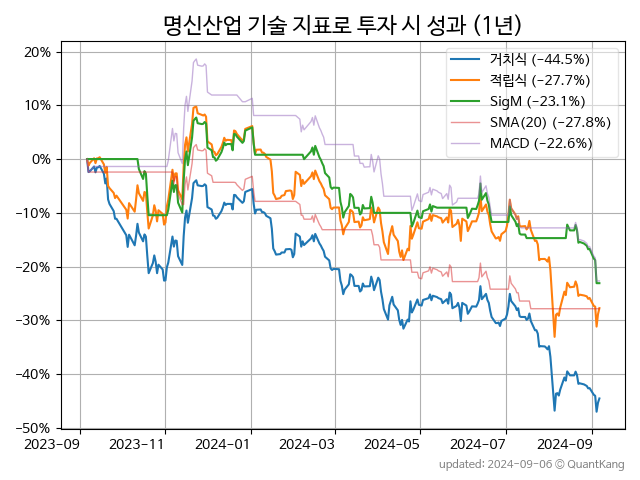 명신산업 기술 지표로 투자 시 성과 (1년)
20%
10%
0%
−10%
−20%
−30%
−40%
−50%
거치식 (−44.5%)
적립식 (−27.7%)
SigM (−23.1%)
SMA(20) (−27.8%)
MACD (−22.6%)
2023−09
2023−11
2024−01
2024−03
2024−05
2024−07
2024−09
updated: 2024−09−06 © QuantKang